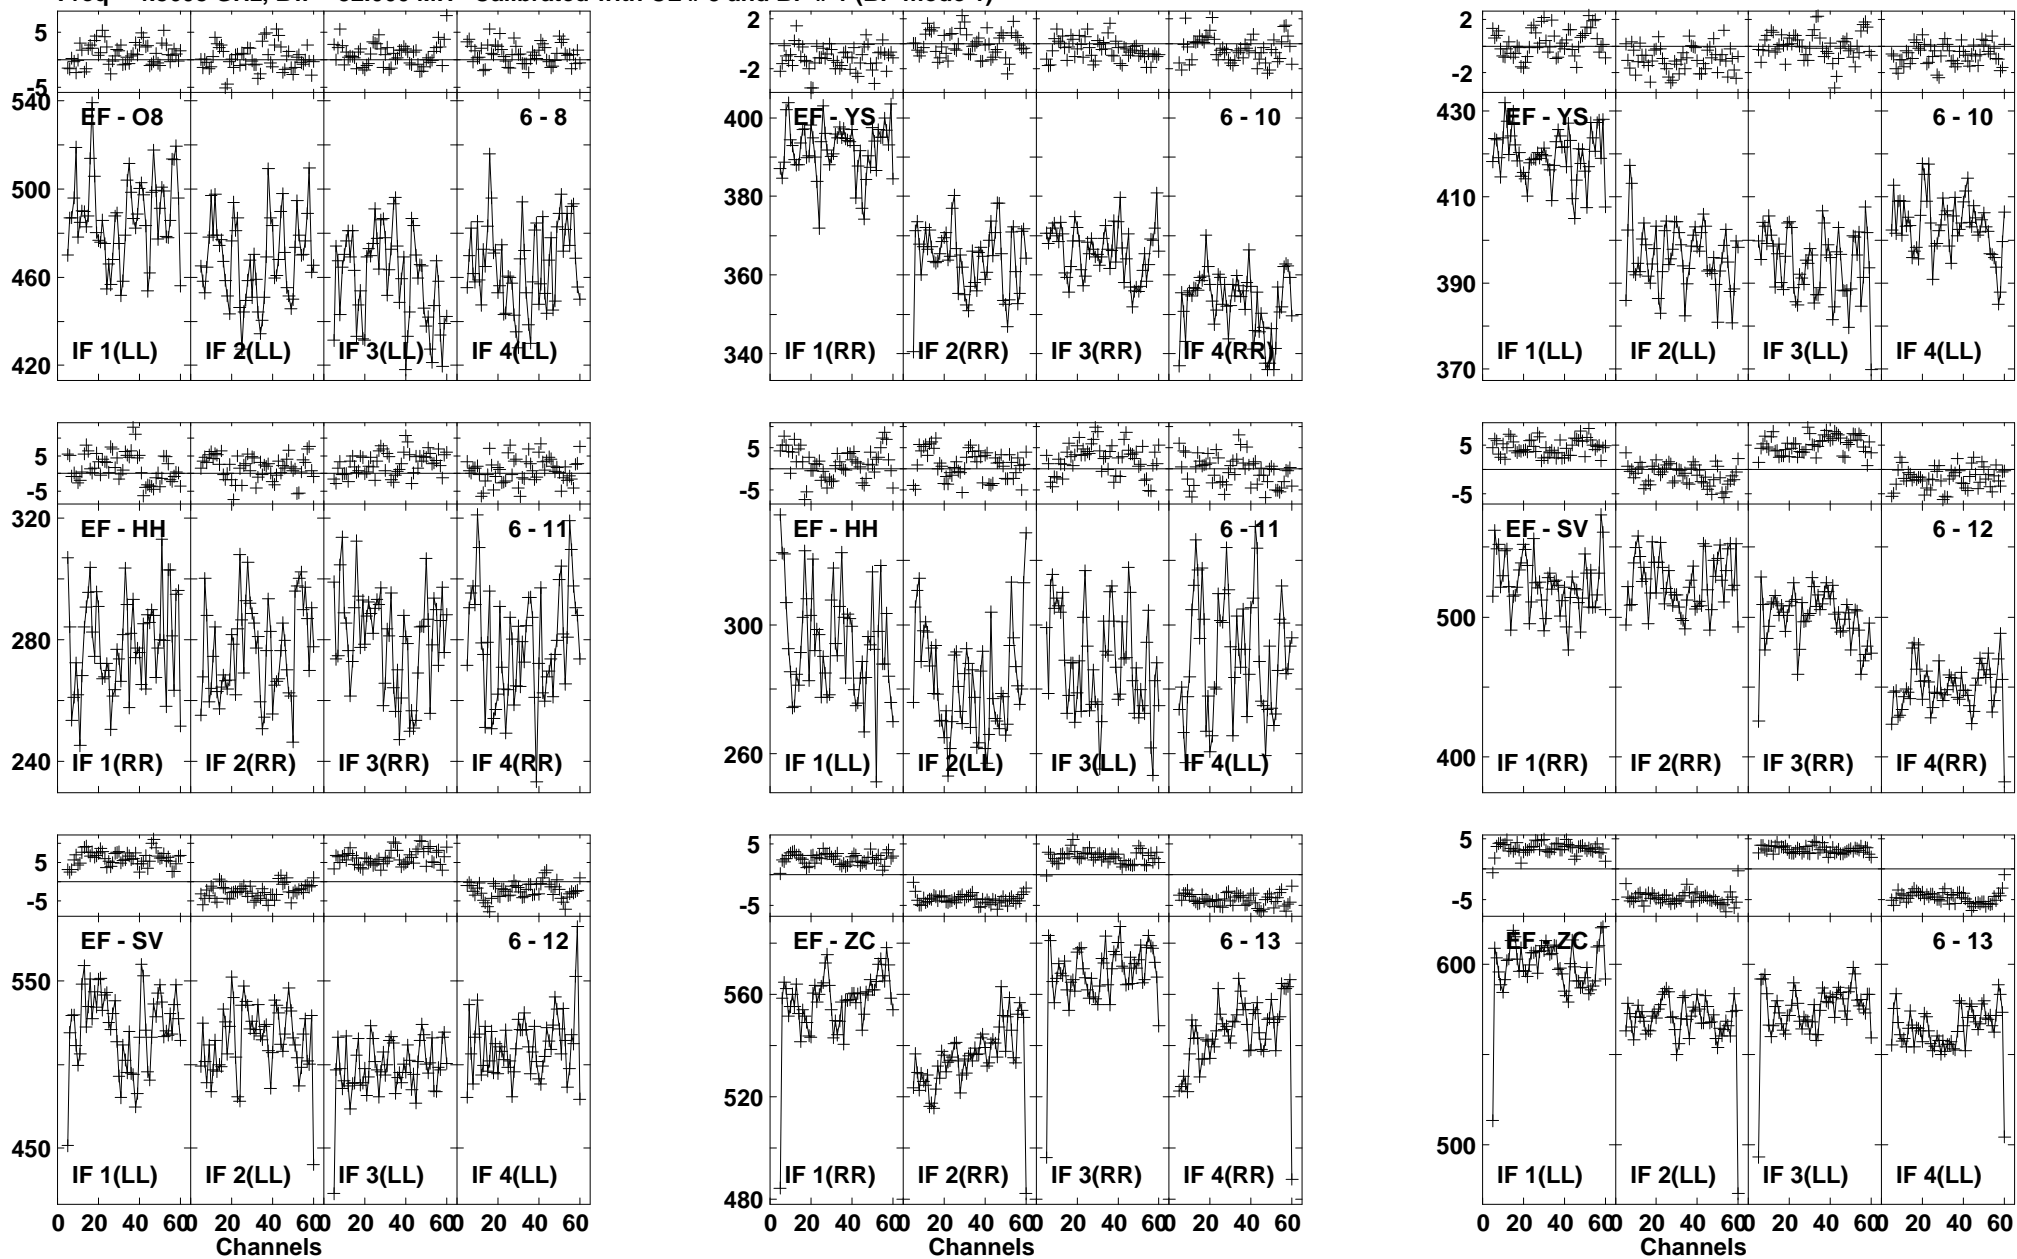 5 2 2
-5 -2 -2
540 EF - O8 6 - 8 400 EF - YS 6 - 10 430 EF - YS 6 - 10
500 380 410
460 360 390
420 IF 1(LL) IF 2(LL) IF 3(LL) IF 4(LL) 340 IF 1(RR) IF 2(RR) IF 3(RR) IF 4(RR) 370 IF 1(LL) IF 2(LL) IF 3(LL) IF 4(LL)
5 5 5
-5 -5 -5
320 EF - HH 6 - 11 EF - HH 6 - 11 EF - SV 6 - 12
280 300 500
240 IF 1(RR) IF 2(RR) IF 3(RR) IF 4(RR) 260 IF 1(LL) IF 2(LL) IF 3(LL) IF 4(LL) 400 IF 1(RR) IF 2(RR) IF 3(RR) IF 4(RR)
5 5 5
-5 -5 -5
EF - SV 6 - 12 EF - ZC 6 - 13 EF - ZC 6 - 13
550 560 600
450 520 500
IF 1(LL) IF 2(LL) IF 3(LL) IF 4(LL) 480 IF 1(RR) IF 2(RR) IF 3(RR) IF 4(RR) IF 1(LL) IF 2(LL) IF 3(LL) IF 4(LL)
0 20 40 60 0 20 40 60 0 20 40 60 0 20 40 60 0 20 40 60 0 20 40 60 0 20 40 60 0 20 40 60 0 20 40 60 0 20 40 60 0 20 40 60 0 20 40 60
Channels Channels Channels